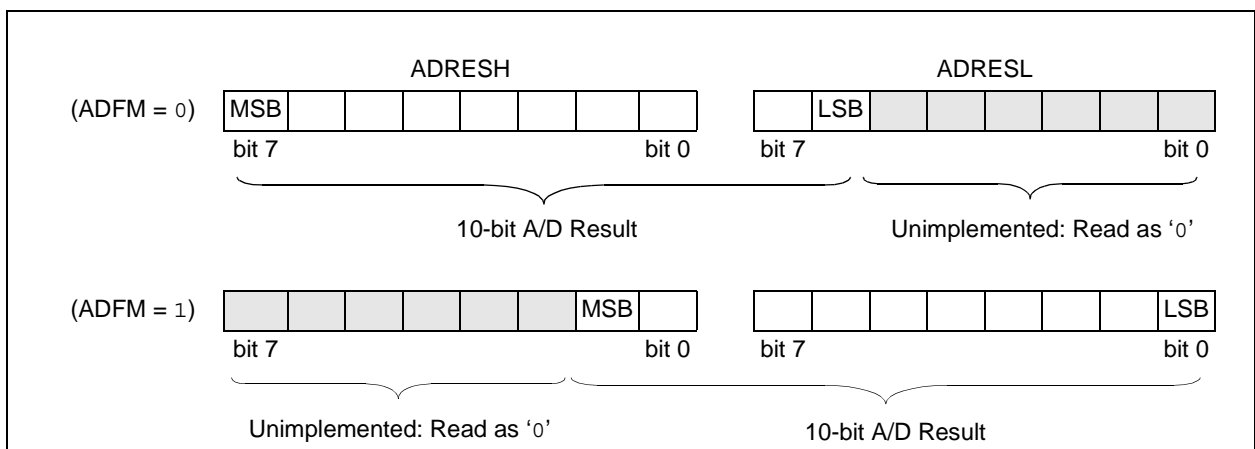 ADRESH ADRESL
(ADFM = 0) MSB LSB
bit 7 bit 0 bit 7 bit 0
10-bit A/D Result Unimplemented: Read as ‘0’
(ADFM = 1) MSB LSB
bit 7 bit 0 bit 7 bit 0
Unimplemented: Read as ‘0’ 10-bit A/D Result